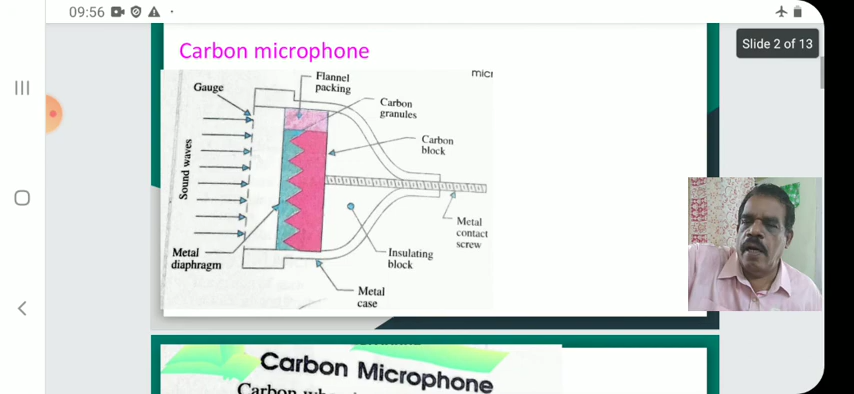 09:56
Slide 2 of 13
Carbon microphone
micr
Flannel
packing
Gauge
Carbon
granules
Carbon
block
Sound waves
Metal
contact
screw
Metal
diaphragm
Insulating
block
Metal
case
Carbon Microphone